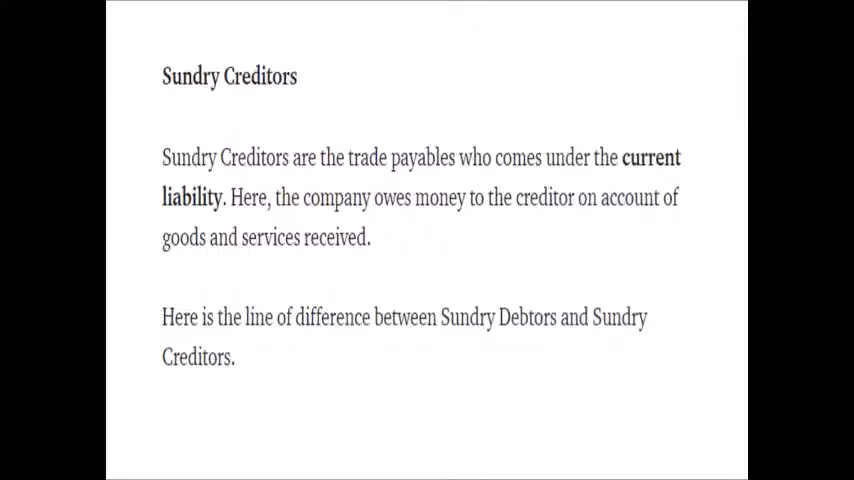 Sundry Creditors
Sundry Creditors are the trade payables who comes under the current
liability. Here, the company owes money to the creditor on account of
goods and services received.
Here is the line of difference between Sundry Debtors and Sundry
Creditors.